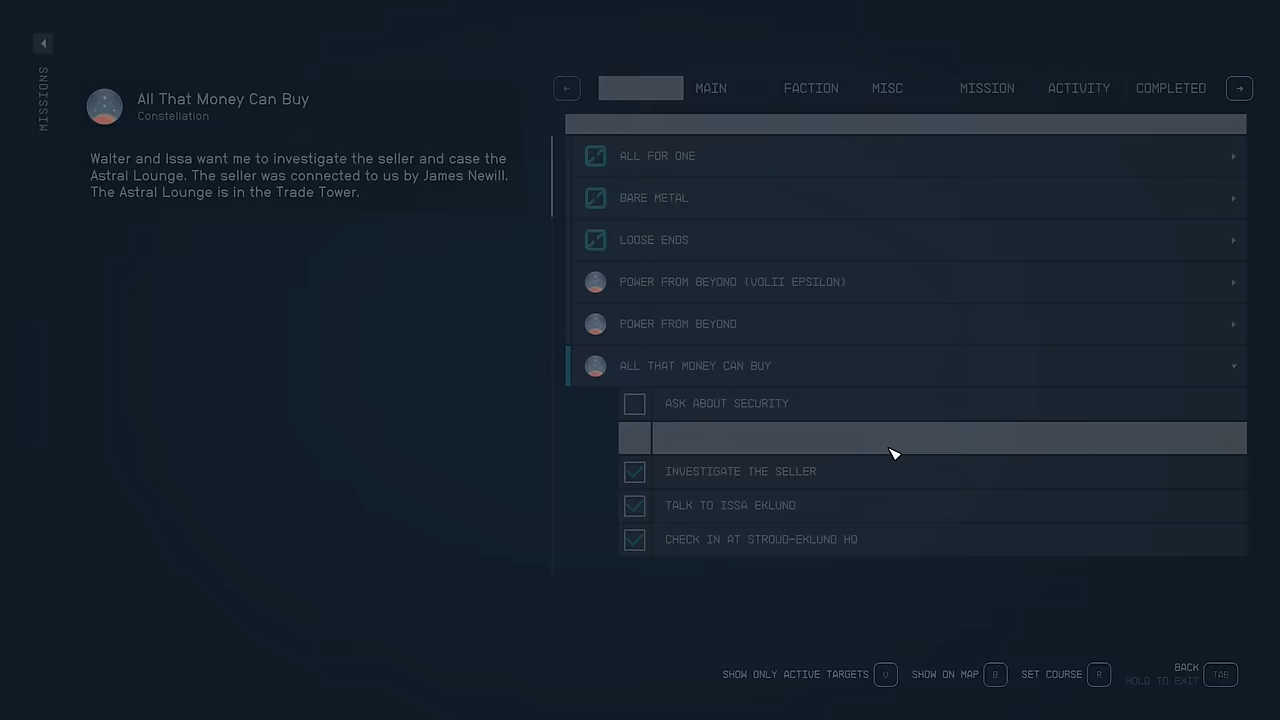 MISSIONS
All That Money Can Buy
Constellation
Walter and Issa want me to investigate the seller and case the
Astral Lounge. The seller was connected to us by James Newill.
The Astral Lounge is in the Trade Tower.
MAIN FACTION MISC MISSION ACTIVITY COMPLETED
ALL FOR ONE
BARE METAL
LOOSE ENDS
POWER FROM BEYOND (VOLII EPSILON)
POWER FROM BEYOND
ALL THAT MONEY CAN BUY
ASK ABOUT SECURITY
INVESTIGATE THE SELLER
TALK TO ISSA EKLUND
CHECK IN AT STROUD-EKLUND HQ
SHOW ONLY ACTIVE TARGETS V SHOW ON MAP B SET COURSE R BACK TAB
HOLD TO EXIT